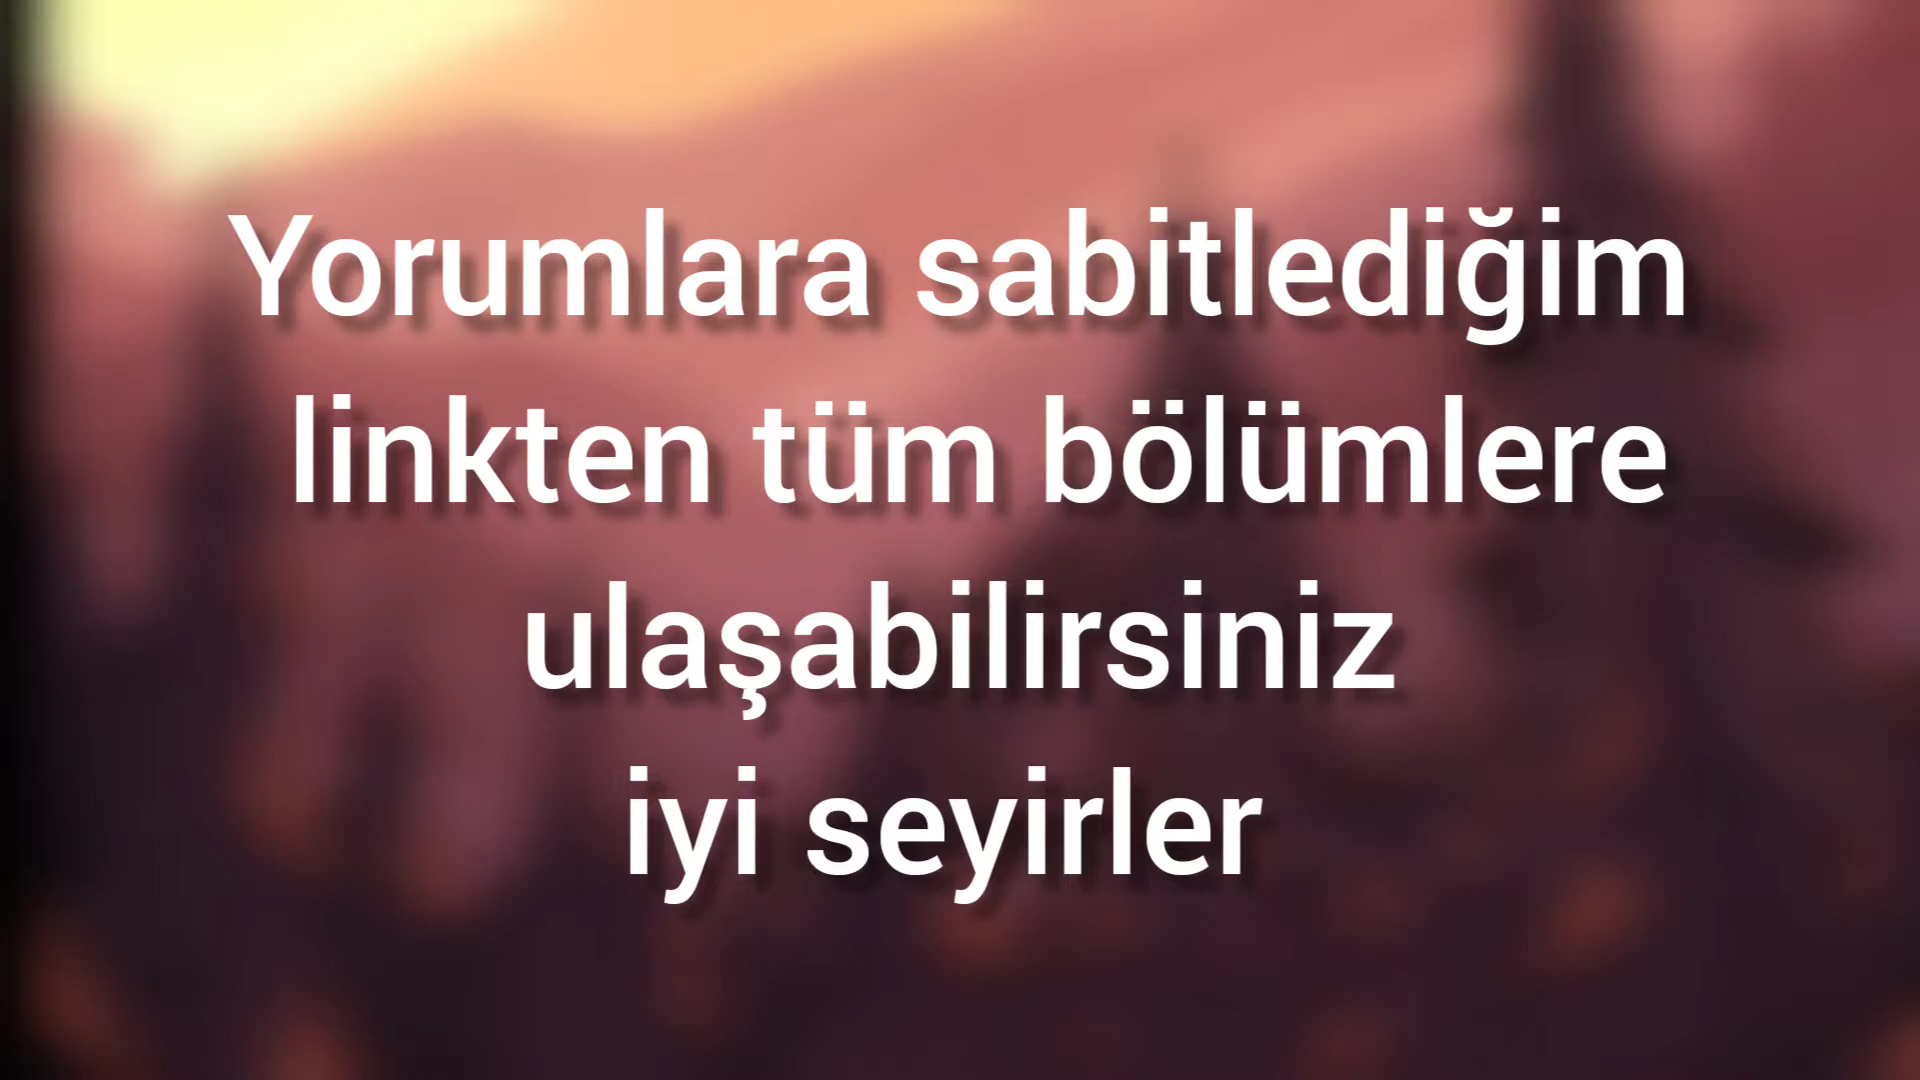 Yorumlara sabitlediğim
linkten tüm bölümlere
ulaşabilirsiniz
iyi seyirler